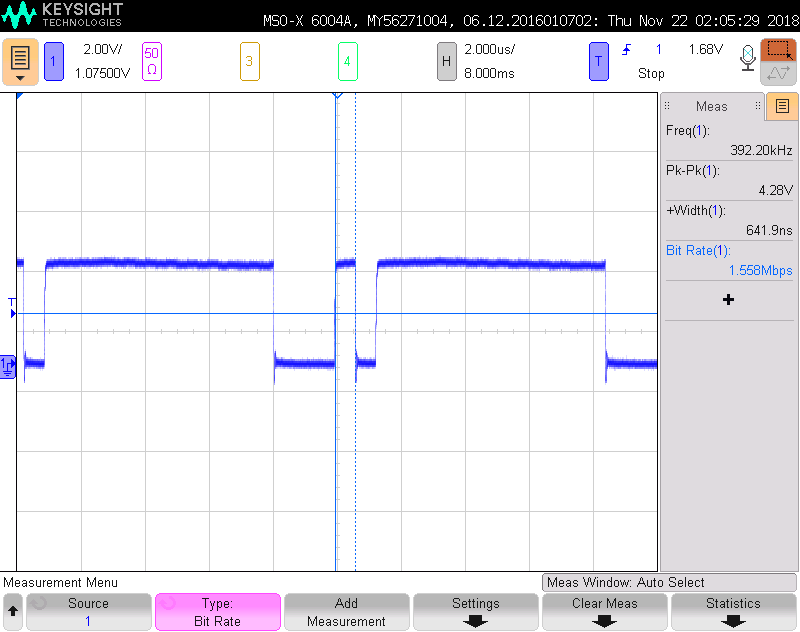 KEYSIGHT
TECHNOLOGIES
MSO-X 6004A, MY56271004, 06.12.2016010702: Thu Nov 22 02:05:29 2018
1
2.00V/
1.07500V
50
Ω
3
4
H
2.000us/
8.000ms
T
1
1.68V
Stop
Meas
Freq(1):
392.20kHz
Pk-Pk(1):
4.28V
+Width(1):
641.9ns
Bit Rate(1):
1.558Mbps
T
1
Measurement Menu
Meas Window: Auto Select
Source
1
Type:
Bit Rate
Add
Measurement
Settings
Clear Meas
Statistics